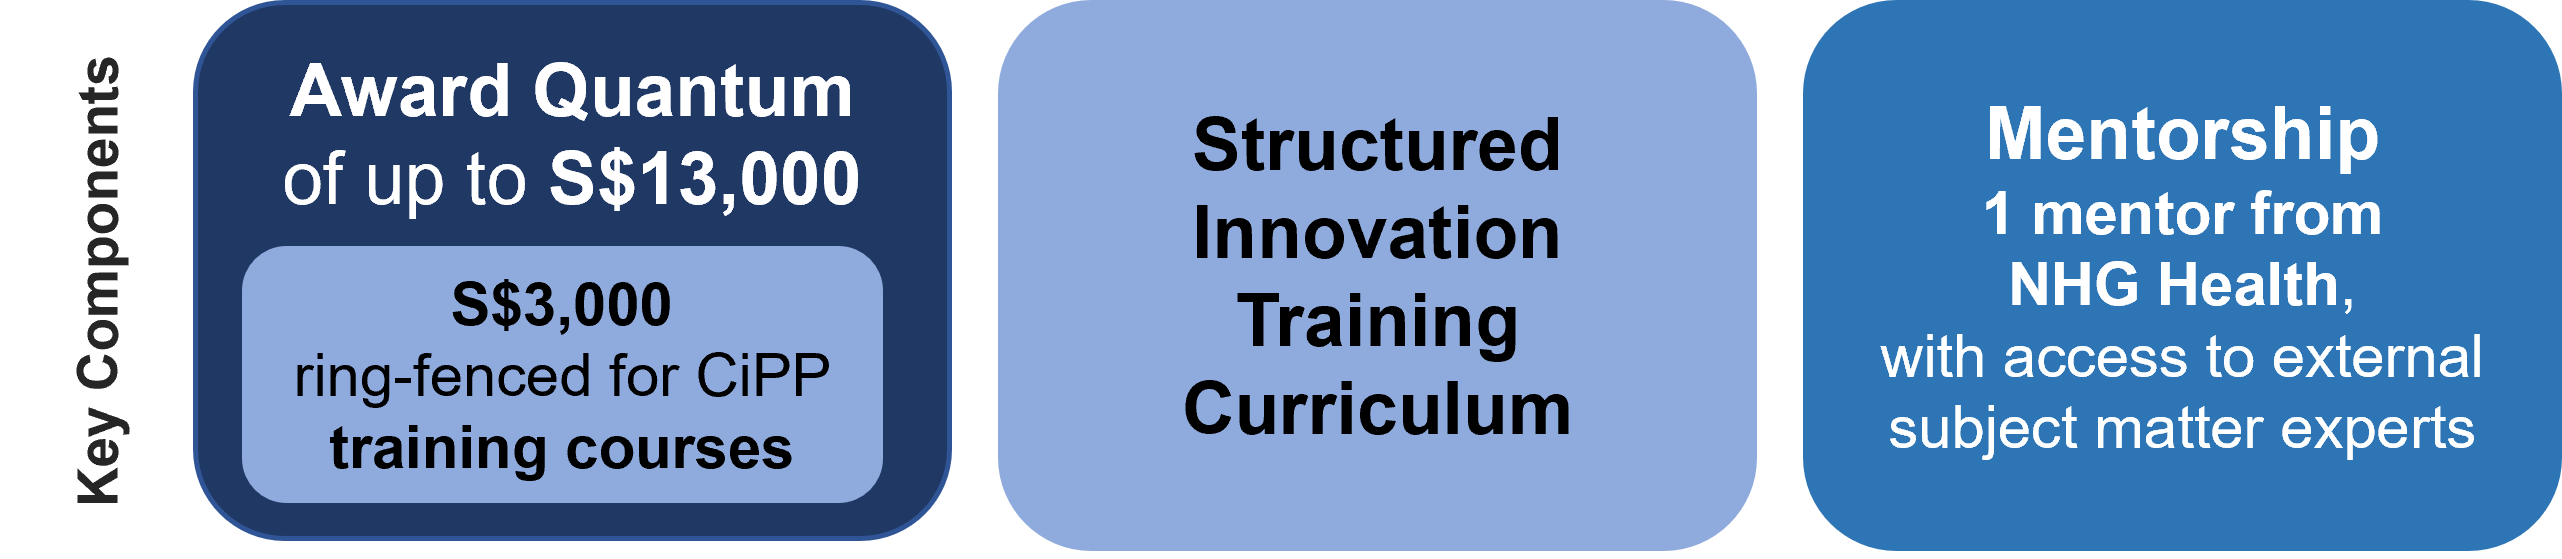 Key Components
Award Quantum
of up to S$13,000
S$3,000
ring-fenced for CiPP
training courses
Structured
Innovation
Training
Curriculum
Mentorship
1 mentor from
NHG Health,
with access to external
subject matter experts